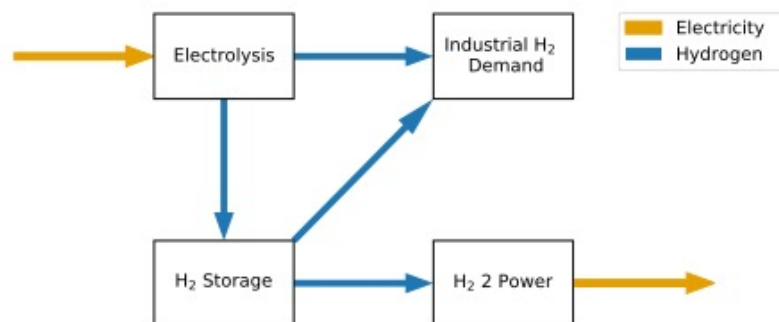 Electrolysis
Industrial H₂
Demand
Electricity
Hydrogen
H₂ Storage
H₂ 2 Power